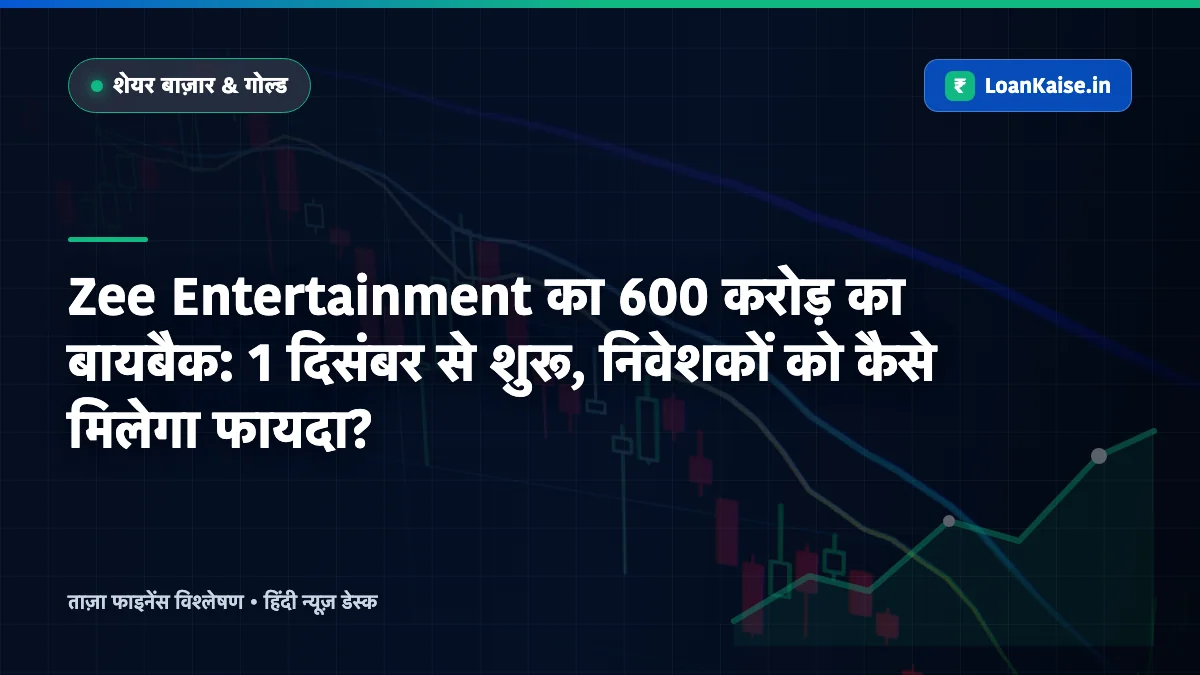 शेयर बाज़ार & गोल्ड
₹ LoanKaise.in
Zee Entertainment का 600 करोड़ का
बायबैक: 1 दिसंबर से शुरू, निवेशकों को कैसे
मिलेगा फायदा?
ताज़ा फाइनेंस विश्लेषण • हिंदी न्यूज़ डेस्क